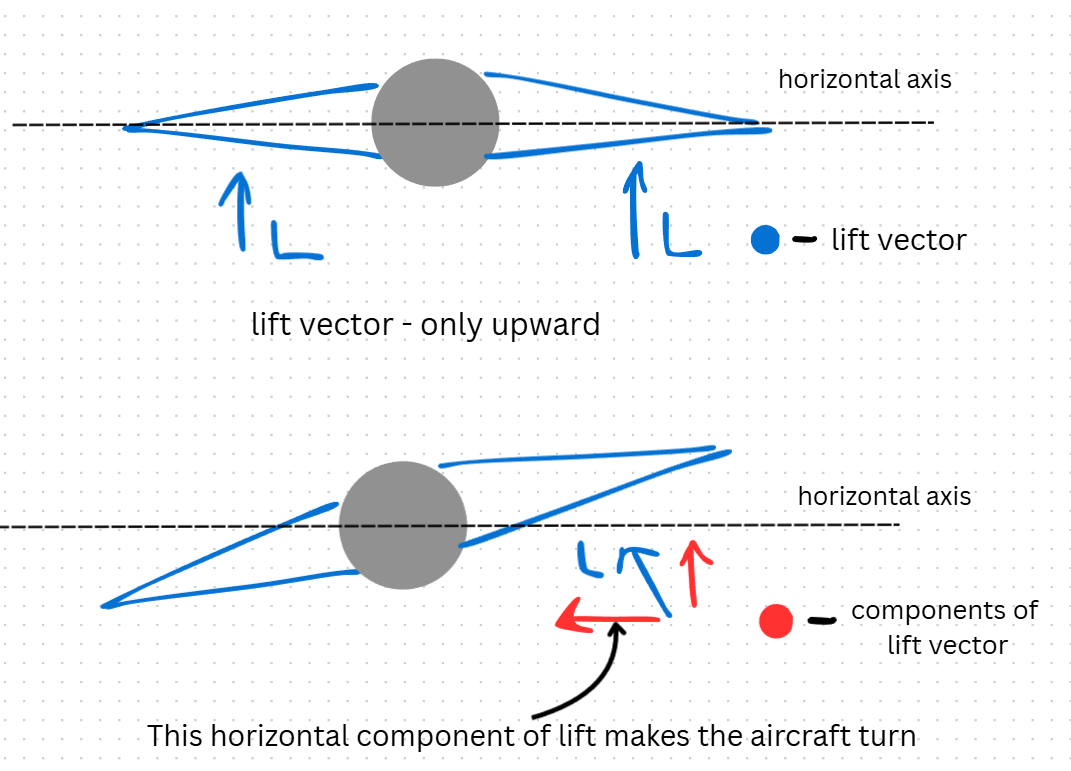 horizontal axis
L
L
- lift vector
lift vector - only upward
horizontal axis
L
- components of
lift vector
This horizontal component of lift makes the aircraft turn